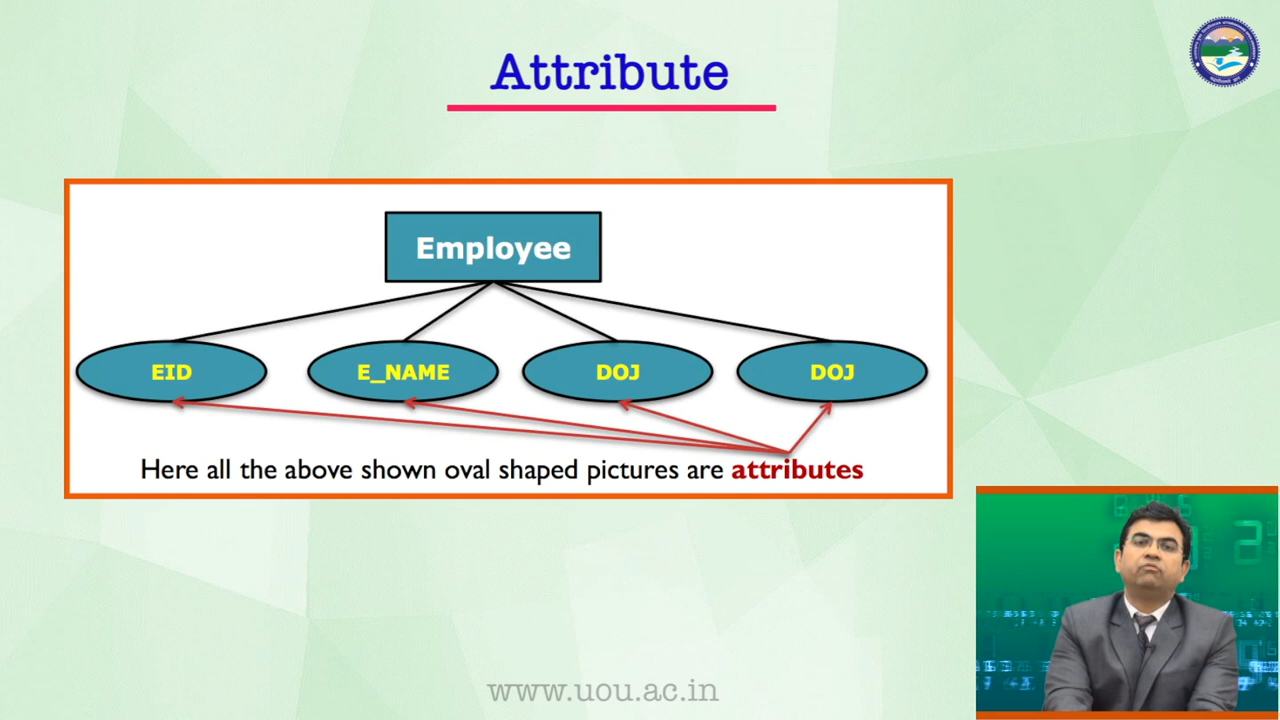 Attribute
Employee
EID
E_NAME
DOJ
DOJ
Here all the above shown oval shaped pictures are attributes
www.uou.ac.in